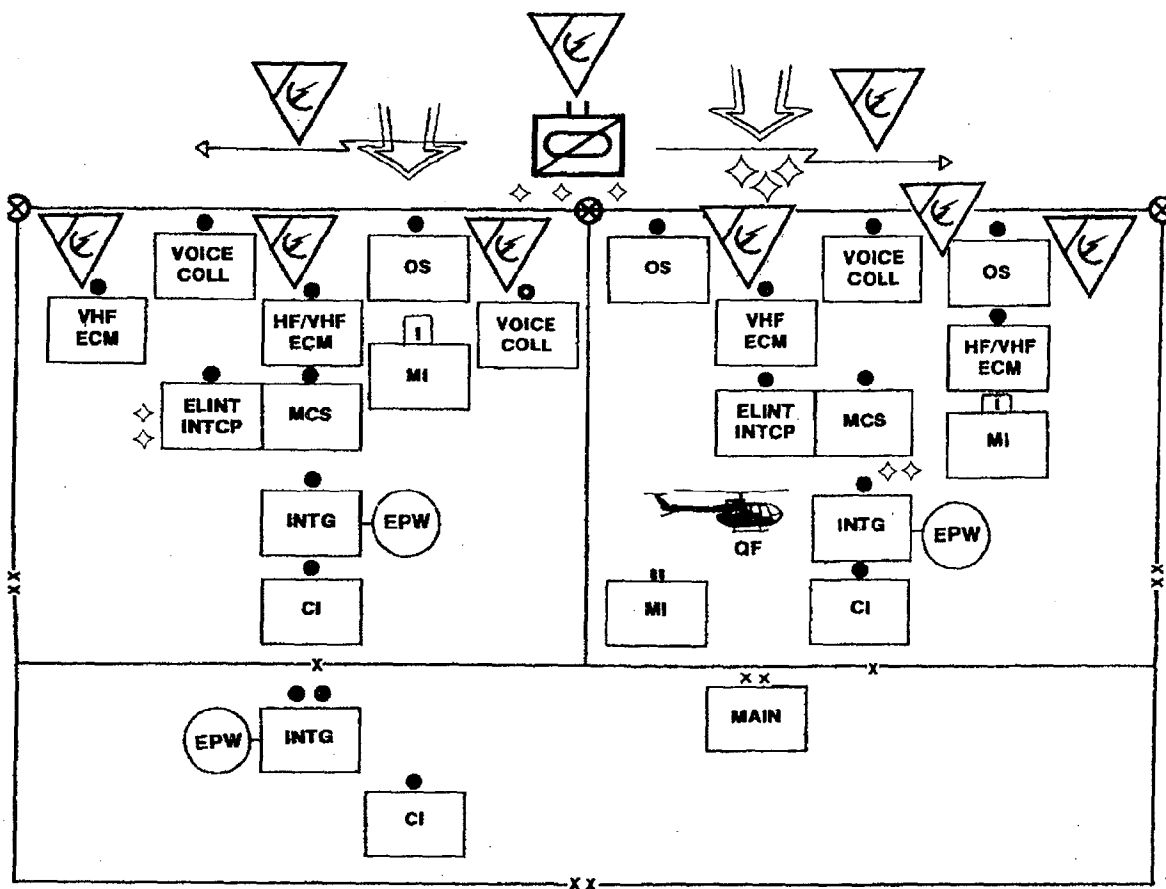 VOICE
COLL
OS
OS
VOICE
COLL
OS
VHF
ECM
HF/VHF
ECM
VOICE
COLL
VHF
ECM
HF/VHF
ECM
I
MI
I
MI
ELINT
INTCP
MCS
ELINT
INTCP
MCS
INTG
EPW
QF
INTG
EPW
XX
XX
CI
II
MI
CI
X
X
XX
MAIN
EPW
INTG
CI
XX